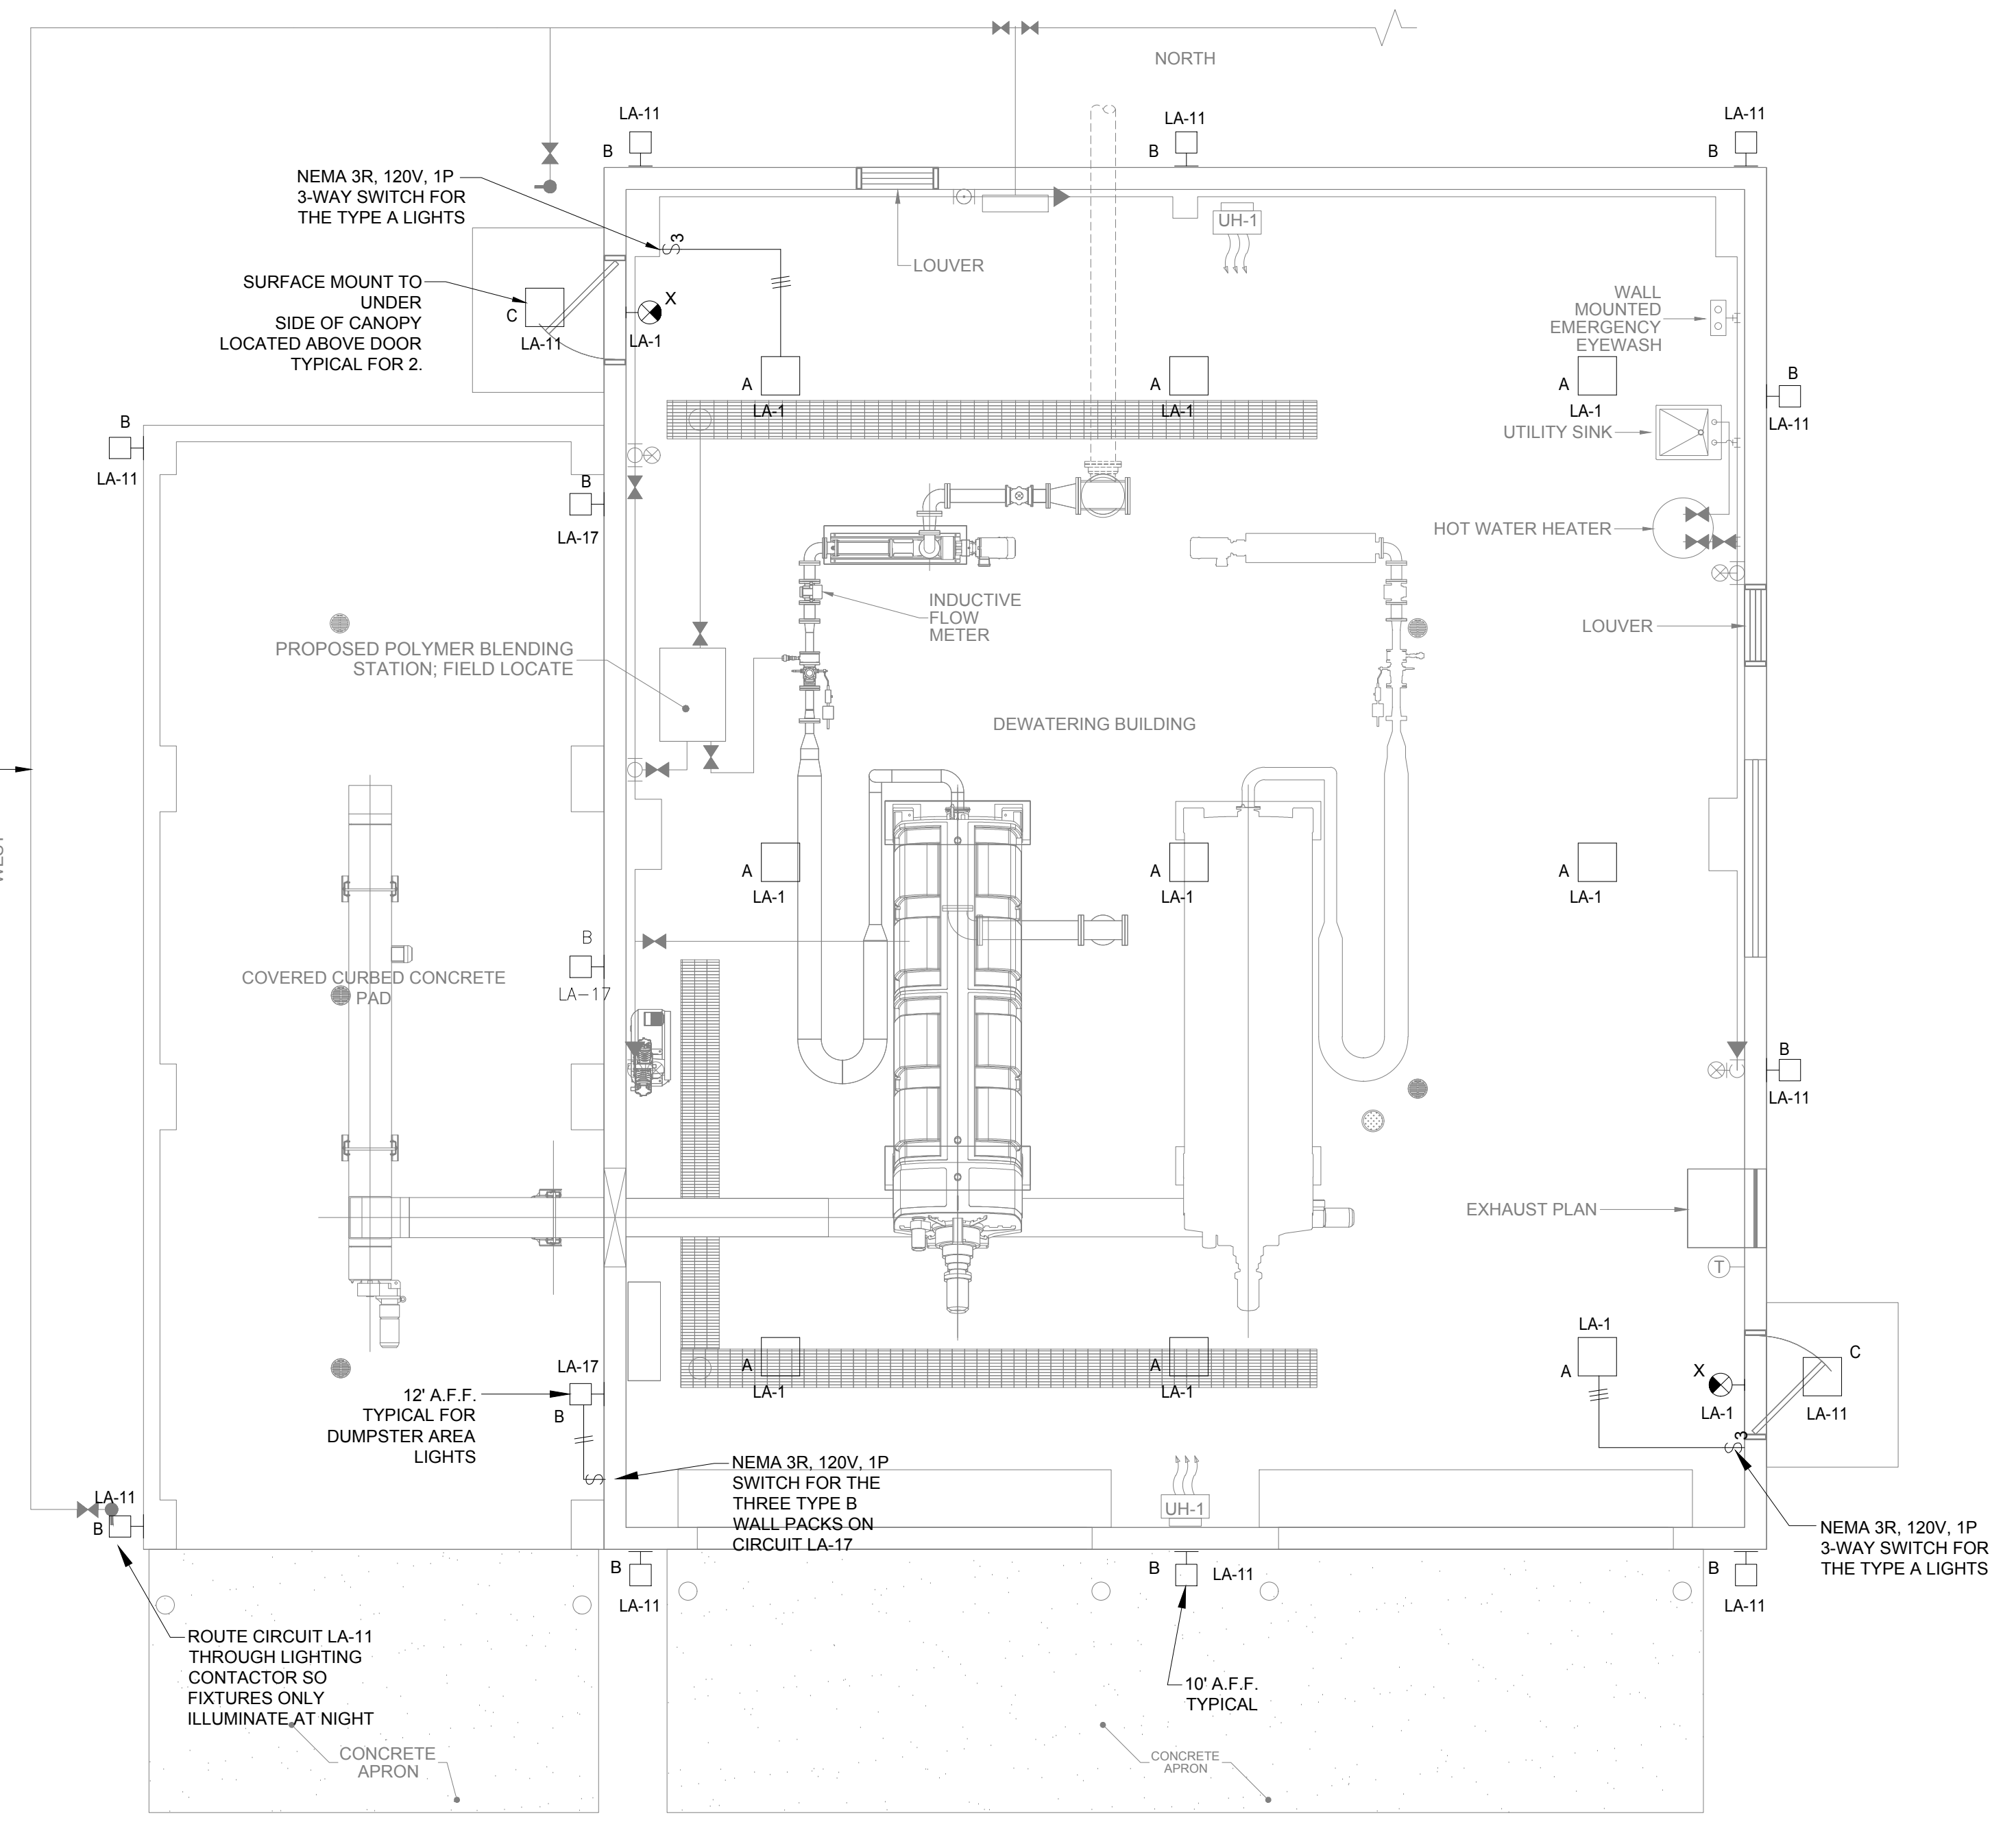 NORTH
LA-11
LA-11
LA-11
B
B
B
NEMA 3R, 120V, 1P
3-WAY SWITCH FOR
THE TYPE A LIGHTS
S3
UH-1
LOUVER
SURFACE MOUNT TO
UNDER
SIDE OF CANOPY
LOCATED ABOVE DOOR
TYPICAL FOR 2.
C
LA-11
X
LA-1
WALL
MOUNTED
EMERGENCY
EYEWASH
A
LA-1
A
LA-1
A
LA-1
B
LA-11
UTILITY SINK
B
LA-11
B
LA-17
HOT WATER HEATER
INDUCTIVE
FLOW
METER
LOUVER
PROPOSED POLYMER BLENDING
STATION; FIELD LOCATE
DEWATERING BUILDING
WEST
A
LA-1
A
LA-1
A
LA-1
B
LA-17
COVERED CURBED CONCRETE
PAD
B
LA-11
EXHAUST PLAN
T
LA-1
A
X
LA-1
C
LA-11
S3
A
LA-1
A
LA-1
LA-17
B
S
12' A.F.F.
TYPICAL FOR
DUMPSTER AREA
LIGHTS
NEMA 3R, 120V, 1P
SWITCH FOR THE
THREE TYPE B
WALL PACKS ON
CIRCUIT LA-17
UH-1
NEMA 3R, 120V, 1P
3-WAY SWITCH FOR
THE TYPE A LIGHTS
LA-11
B
B
LA-11
B
LA-11
B
LA-11
ROUTE CIRCUIT LA-11
THROUGH LIGHTING
CONTACTOR SO
FIXTURES ONLY
ILLUMINATE AT NIGHT
10' A.F.F.
TYPICAL
CONCRETE
APRON
CONCRETE
APRON